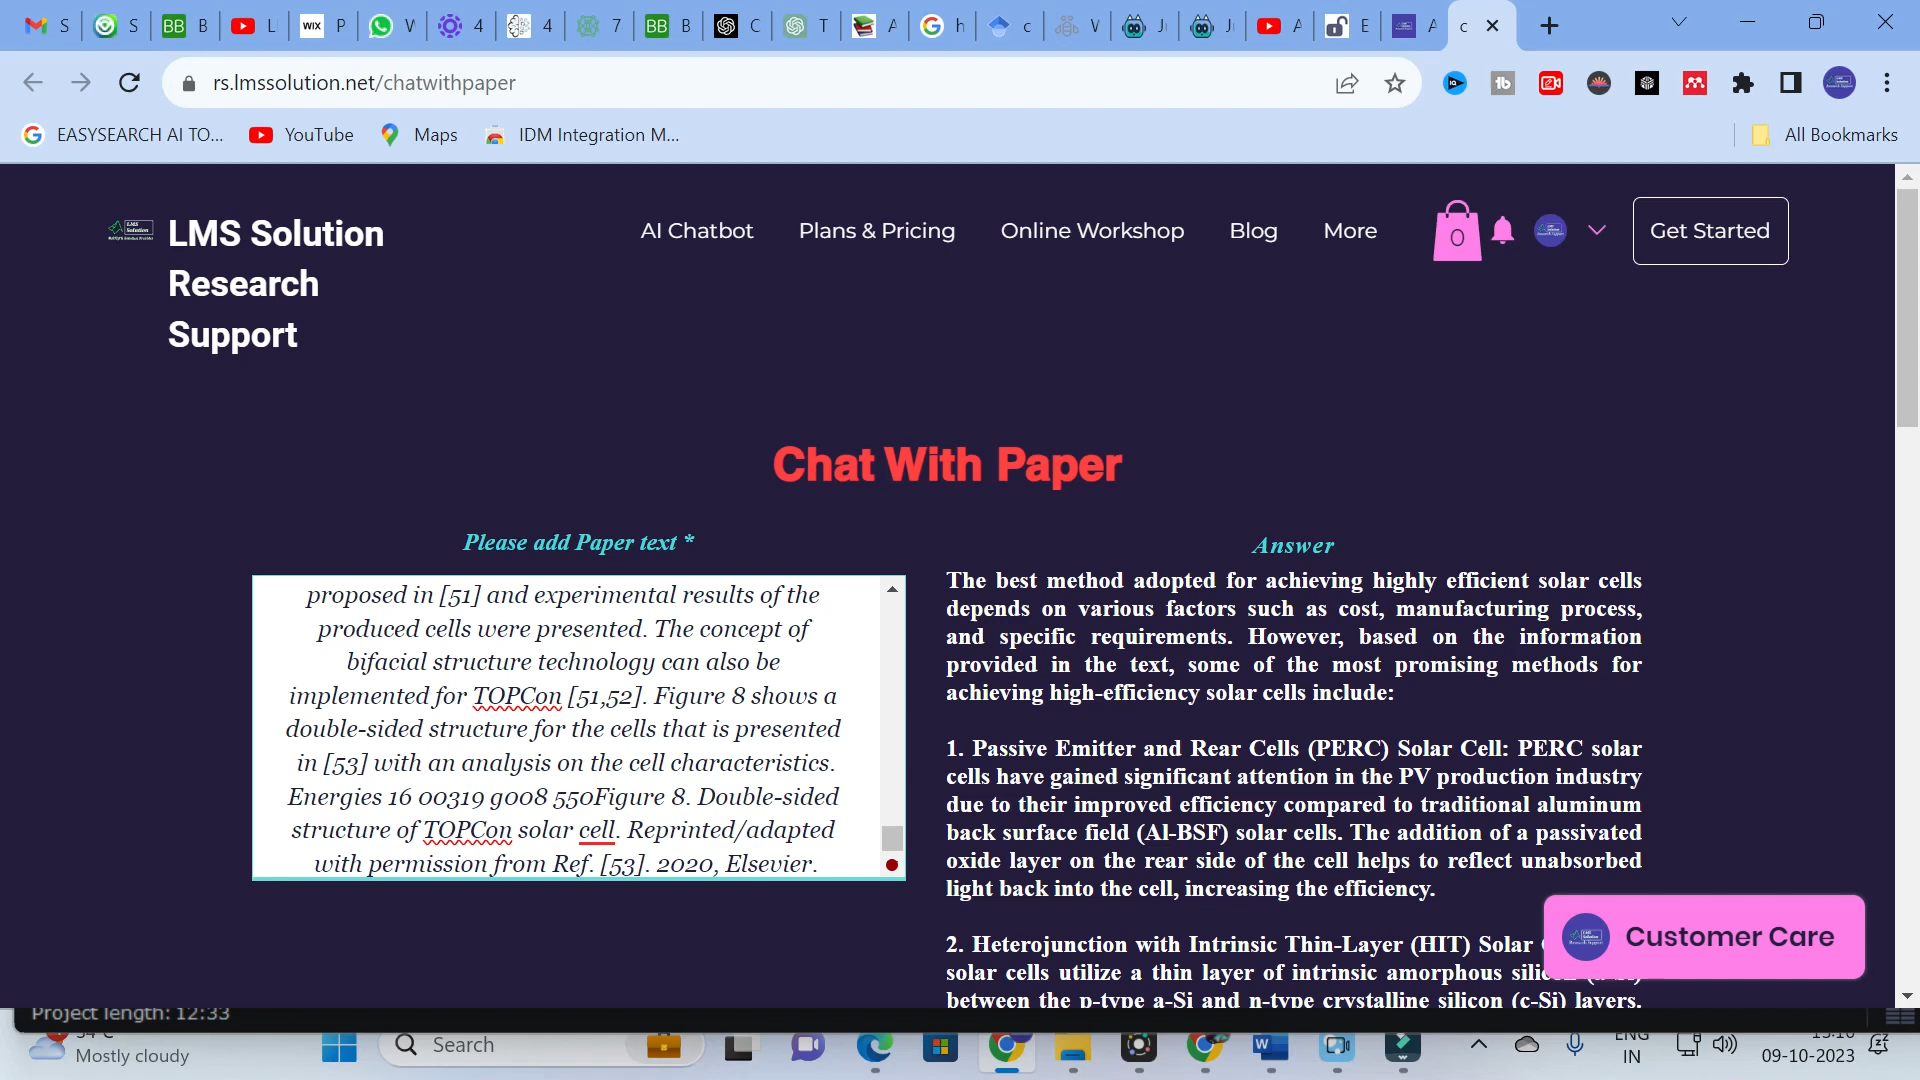 S S B L P W 4 4 7 B C T A h c V J J A E A c
rs.lmssolution.net/chatwithpaper
EASYSEARCH AI TO... YouTube Maps IDM Integration M... All Bookmarks
LMS Solution
Research
Support
AI Chatbot Plans & Pricing Online Workshop Blog More 0 Get Started
Chat With Paper
Please add Paper text *
proposed in [51] and experimental results of the
produced cells were presented. The concept of
bifacial structure technology can also be
implemented for TOPCon [51,52]. Figure 8 shows a
double-sided structure for the cells that is presented
in [53] with an analysis on the cell characteristics.
Energies 16 00319 g008 550Figure 8. Double-sided
structure of TOPCon solar cell. Reprinted/adapted
with permission from Ref. [53]. 2020, Elsevier.
Answer
The best method adopted for achieving highly efficient solar cells
depends on various factors such as cost, manufacturing process,
and specific requirements. However, based on the information
provided in the text, some of the most promising methods for
achieving high-efficiency solar cells include:
1. Passive Emitter and Rear Cells (PERC) Solar Cell: PERC solar
cells have gained significant attention in the PV production industry
due to their improved efficiency compared to traditional aluminum
back surface field (Al-BSF) solar cells. The addition of a passivated
oxide layer on the rear side of the cell helps to reflect unabsorbed
light back into the cell, increasing the efficiency.
2. Heterojunction with Intrinsic Thin-Layer (HIT) Solar
solar cells utilize a thin layer of intrinsic amorphous
between the p-type a-Si and n-type crystalline silicon (c-Si) layers.
Customer Care
Project length: 12:33
Mostly cloudy
Search
ENG
IN
09-10-2023